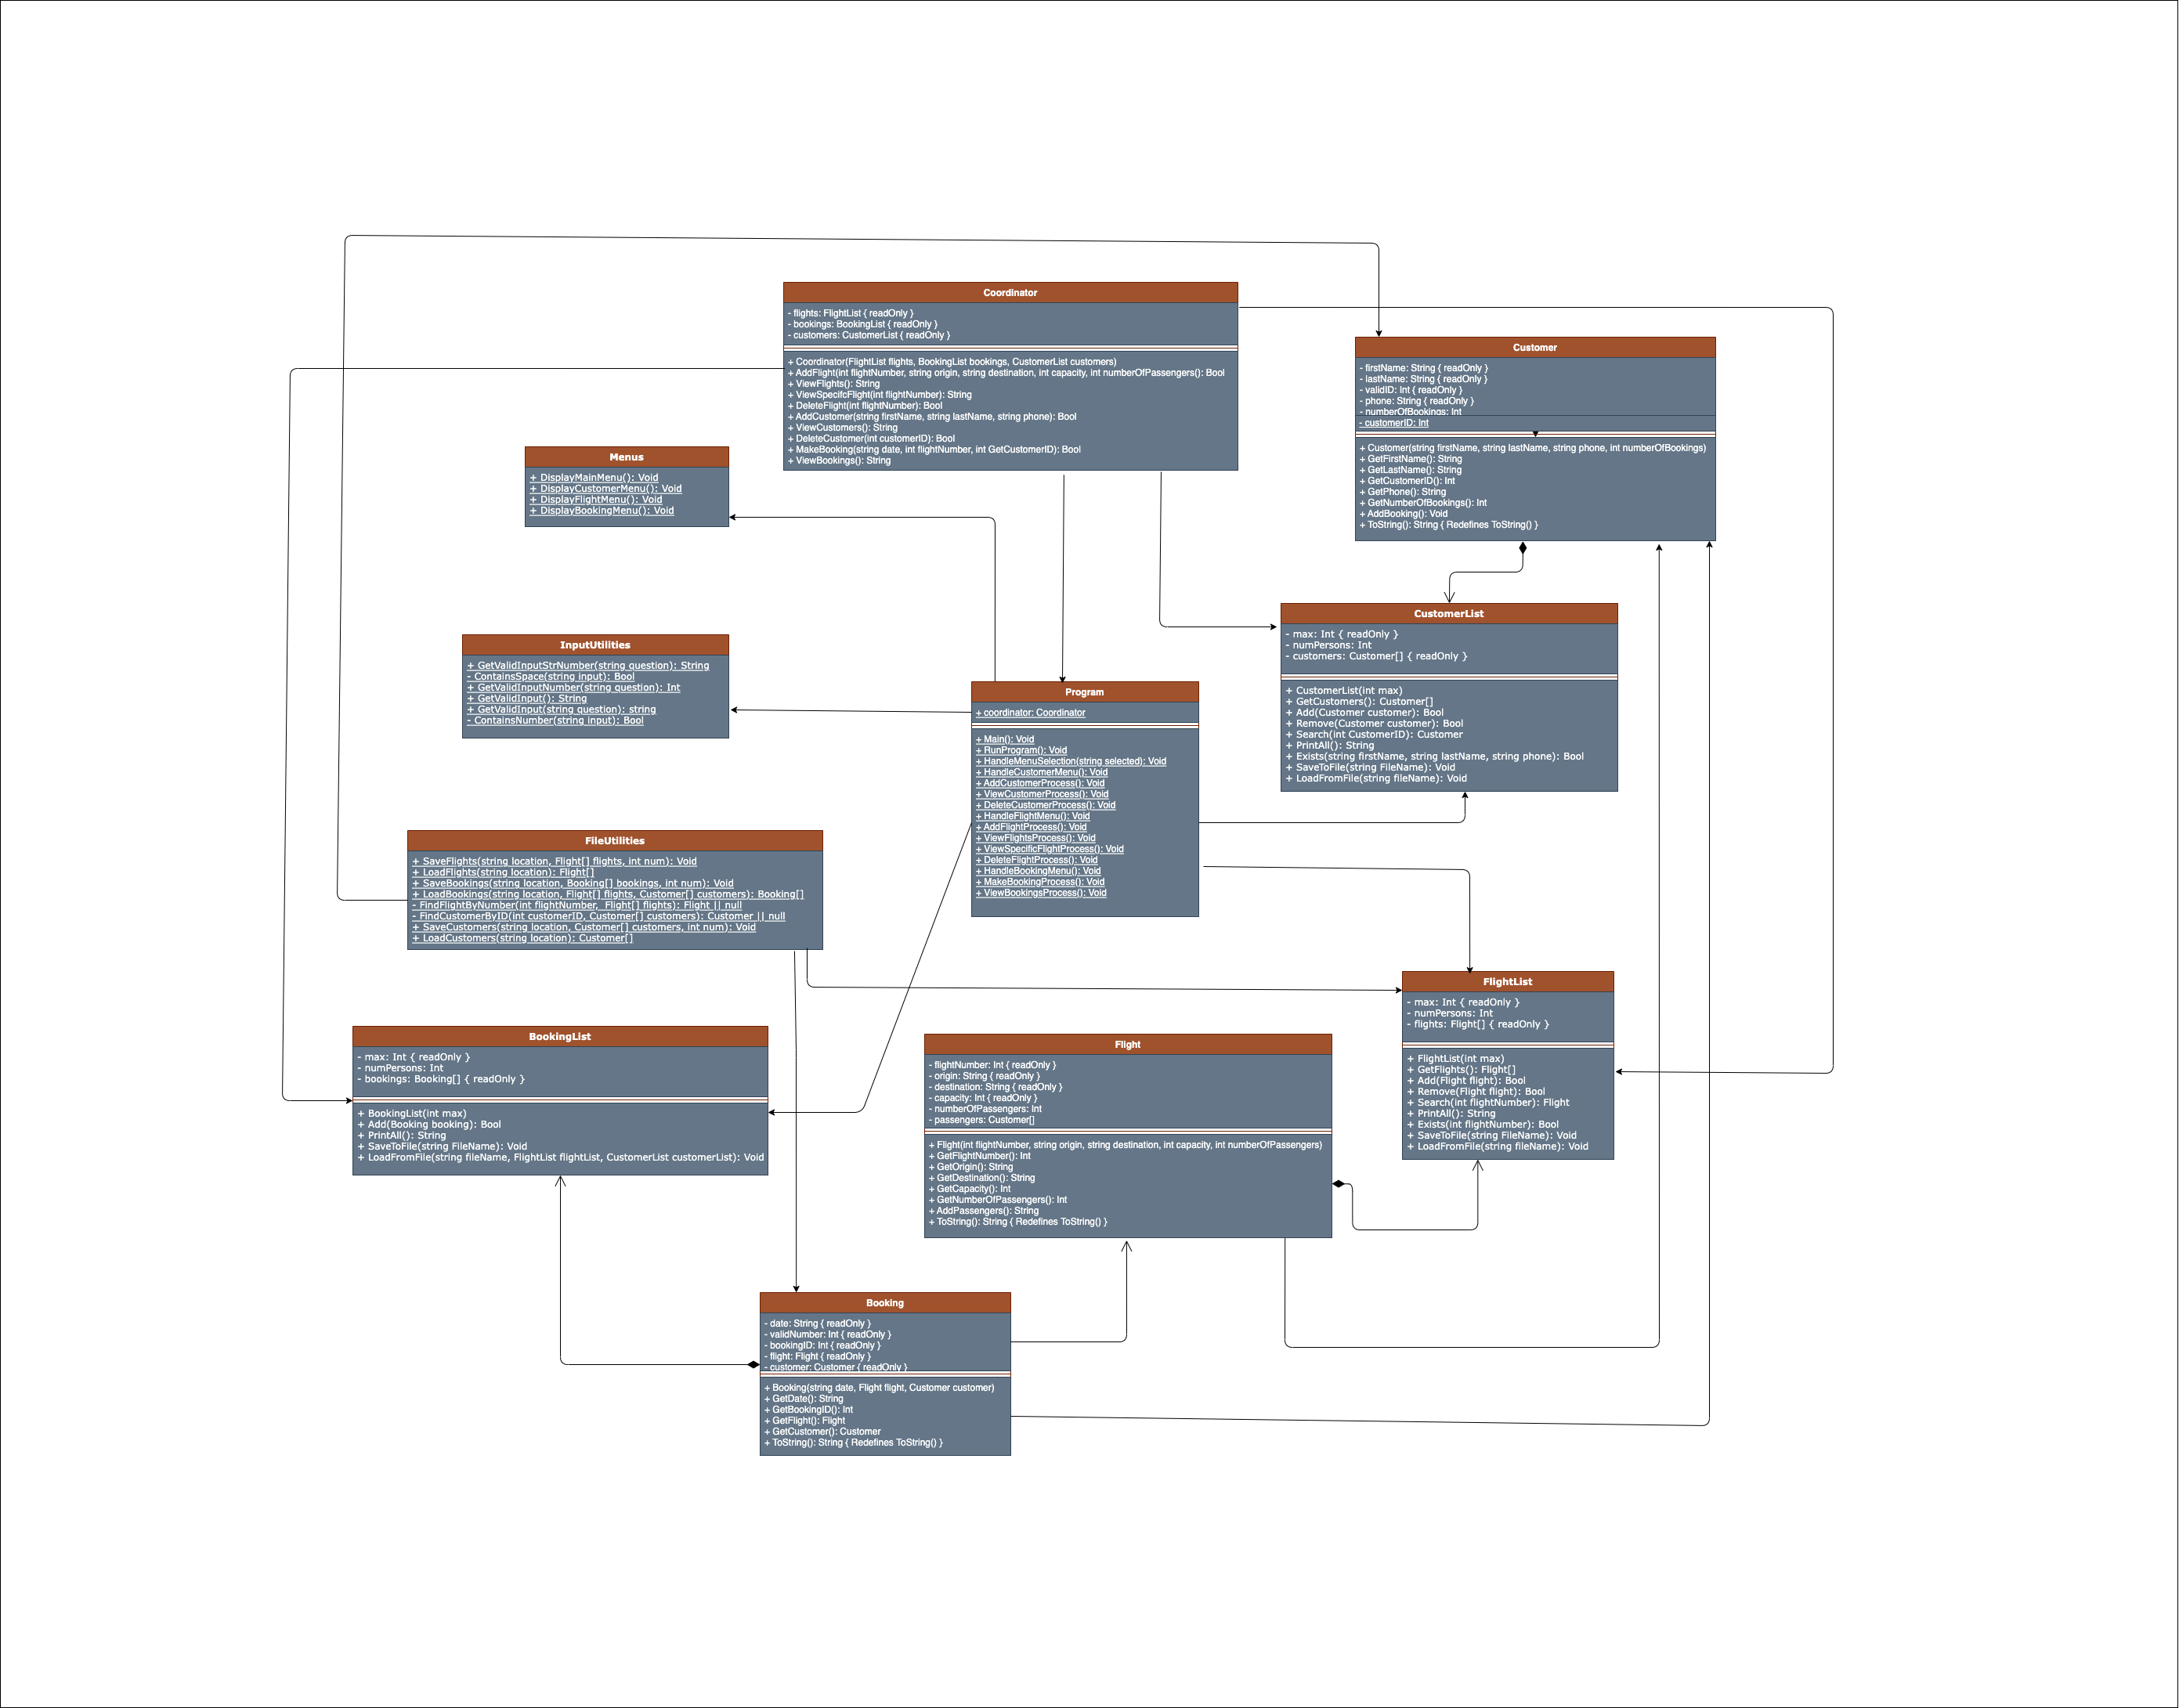 Coordinator
- flights: FlightList { readOnly }
- bookings: BookingList { readOnly }
- customers: CustomerList { readOnly }
+ Coordinator(FlightList flights, BookingList bookings, CustomerList customers)
+ AddFlight(int flightNumber, string origin, string destination, int capacity, int numberOfPassengers(): Bool
+ ViewFlights(): String
+ ViewSpecifcFlight(int flightNumber): String
+ DeleteFlight(int flightNumber): Bool
+ AddCustomer(string firstName, string lastName, string phone): Bool
+ ViewCustomers(): String
+ DeleteCustomer(int customerID): Bool
+ MakeBooking(string date, int flightNumber, int GetCustomerID): Bool
+ ViewBookings(): String
Customer
- firstName: String { readOnly }
- lastName: String { readOnly }
- validID: Int { readOnly }
- phone: String { readOnly }
- numberOfBookings: Int
- customerID: Int
+ Customer(string firstName, string lastName, string phone, int numberOfBookings)
+ GetFirstName(): String
+ GetLastName(): String
+ GetCustomerID(): Int
+ GetPhone(): String
+ GetNumberOfBookings(): Int
+ AddBooking(): Void
+ ToString(): String { Redefines ToString() }
Menus
+ DisplayMainMenu(): Void
+ DisplayCustomerMenu(): Void
+ DisplayFlightMenu(): Void
+ DisplayBookingMenu(): Void
CustomerList
- max: Int { readOnly }
- numPersons: Int
- customers: Customer[] { readOnly }
+ CustomerList(int max)
+ GetCustomers(): Customer[]
+ Add(Customer customer): Bool
+ Remove(Customer customer): Bool
+ Search(int CustomerID): Customer
+ PrintAll(): String
+ Exists(string firstName, string lastName, string phone): Bool
+ SaveToFile(string FileName): Void
+ LoadFromFile(string fileName): Void
InputUtilities
+ GetValidInputStrNumber(string question): String
- ContainsSpace(string input): Bool
+ GetValidInputNumber(string question): Int
+ GetValidInput(): String
+ GetValidInput(string question): string
- ContainsNumber(string input): Bool
Program
+ coordinator: Coordinator
+ Main(): Void
+ RunProgram(): Void
+ HandleMenuSelection(string selected): Void
+ HandleCustomerMenu(): Void
+ AddCustomerProcess(): Void
+ ViewCustomerProcess(): Void
+ DeleteCustomerProcess(): Void
+ HandleFlightMenu(): Void
+ AddFlightProcess(): Void
+ ViewFlightsProcess(): Void
+ ViewSpecificFlightProcess(): Void
+ DeleteFlightProcess(): Void
+ HandleBookingMenu(): Void
+ MakeBookingProcess(): Void
+ ViewBookingsProcess(): Void
FileUtilities
+ SaveFlights(string location, Flight[] flights, int num): Void
+ LoadFlights(string location): Flight[]
+ SaveBookings(string location, Booking[] bookings, int num): Void
+ LoadBookings(string location, Flight[] flights, Customer[] customers): Booking[]
- FindFlightByNumber(int flightNumber, Flight[] flights): Flight || null
- FindCustomerByID(int customerID, Customer[] customers): Customer || null
+ SaveCustomers(string location, Customer[] customers, int num): Void
+ LoadCustomers(string location): Customer[]
FlightList
- max: Int { readOnly }
- numPersons: Int
- flights: Flight[] { readOnly }
+ FlightList(int max)
+ GetFlights(): Flight[]
+ Add(Flight flight): Bool
+ Remove(Flight flight): Bool
+ Search(int flightNumber): Flight
+ PrintAll(): String
+ Exists(int flightNumber): Bool
+ SaveToFile(string FileName): Void
+ LoadFromFile(string fileName): Void
BookingList
- max: Int { readOnly }
- numPersons: Int
- bookings: Booking[] { readOnly }
+ BookingList(int max)
+ Add(Booking booking): Bool
+ PrintAll(): String
+ SaveToFile(string FileName): Void
+ LoadFromFile(string fileName, FlightList flightList, CustomerList customerList): Void
Flight
- flightNumber: Int { readOnly }
- origin: String { readOnly }
- destination: String { readOnly }
- capacity: Int { readOnly }
- numberOfPassengers: Int
- passengers: Customer[]
+ Flight(int flightNumber, string origin, string destination, int capacity, int numberOfPassengers)
+ GetFlightNumber(): Int
+ GetOrigin(): String
+ GetDestination(): String
+ GetCapacity(): Int
+ GetNumberOfPassengers(): Int
+ AddPassengers(): String
+ ToString(): String { Redefines ToString() }
Booking
- date: String { readOnly }
- validNumber: Int { readOnly }
- bookingID: Int { readOnly }
- flight: Flight { readOnly }
- customer: Customer { readOnly }
+ Booking(string date, Flight flight, Customer customer)
+ GetDate(): String
+ GetBookingID(): Int
+ GetFlight(): Flight
+ GetCustomer(): Customer
+ ToString(): String { Redefines ToString() }